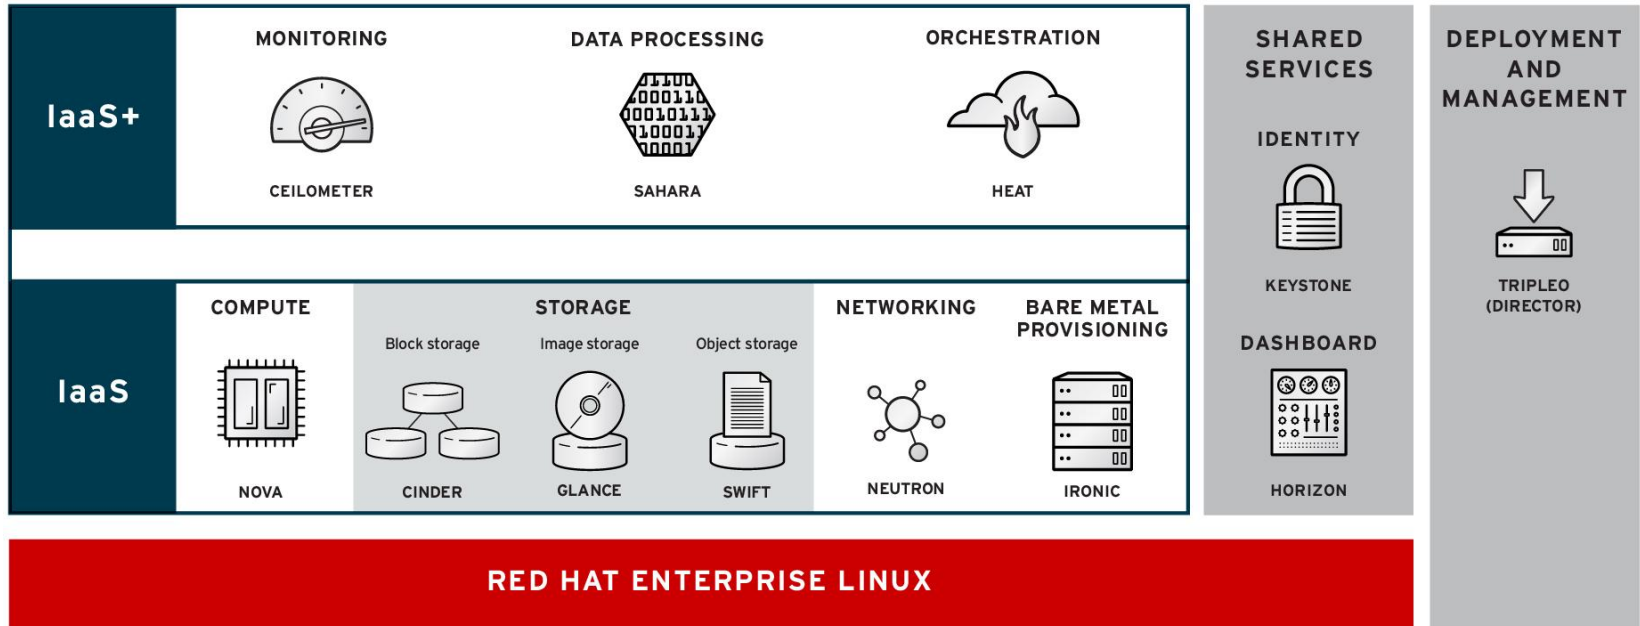 IaaS+
MONITORING
CEILOMETER
DATA PROCESSING
SAHARA
ORCHESTRATION
HEAT
IaaS
COMPUTE
NOVA
STORAGE
Block storage
CINDER
Image storage
GLANCE
Object storage
SWIFT
NETWORKING
NEUTRON
BARE METAL
PROVISIONING
IRONIC
SHARED
SERVICES
IDENTITY
KEYSTONE
DASHBOARD
HORIZON
DEPLOYMENT
AND
MANAGEMENT
TRIPLEO
(DIRECTOR)
RED HAT ENTERPRISE LINUX